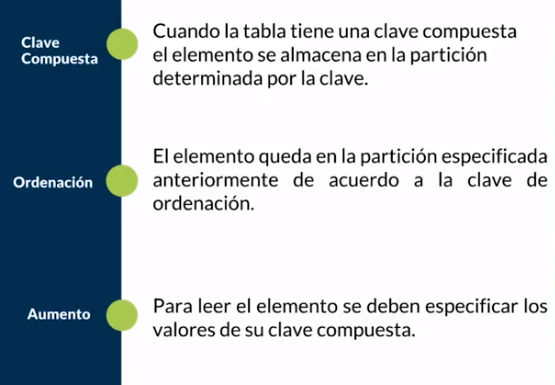 Clave
Compuesta
Cuando la tabla tiene una clave compuesta
el elemento se almacena en la partición
determinada por la clave.
Ordenación
El elemento queda en la partición especificada
anteriormente de acuerdo a la clave de
ordenación.
Aumento
Para leer el elemento se deben especificar los
valores de su clave compuesta.